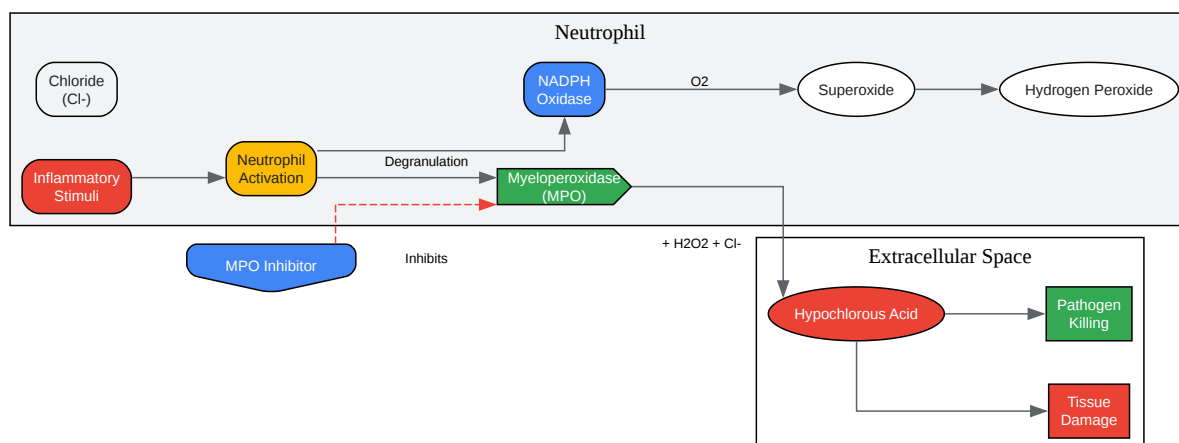 Neutrophil
Chloride
(Cl-)
NADPH
Oxidase
O2
Superoxide
Hydrogen Peroxide
Inflammatory
Stimuli
Neutrophil
Activation
Degranulation
Myeloperoxidase
(MPO)
MPO Inhibitor
Inhibits
+ H2O2 + Cl-
Extracellular Space
Hypochlorous Acid
Pathogen
Killing
Tissue
Damage